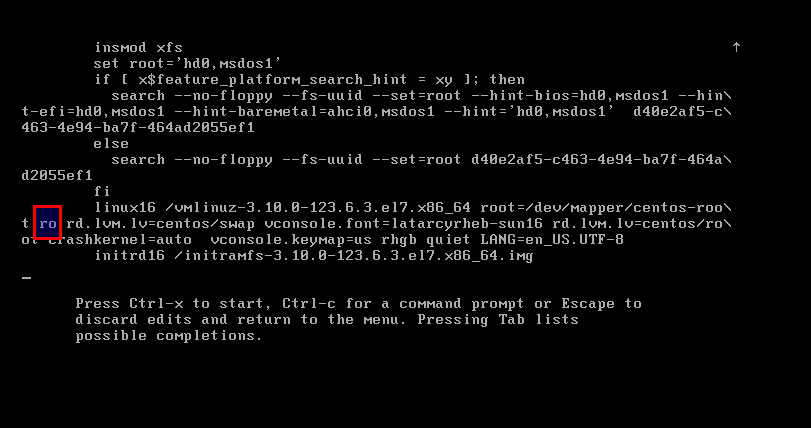 insmod xfs
set root='hd0,msdos1'
if [ x$feature_platform_search_hint = xy ]; then
search --no-floppy --fs-uuid --set=root --hint-bios=hd0,msdos1 --hin\
t-efi=hd0,msdos1 --hint-baremetal=ahci0,msdos1 --hint='hd0,msdos1'  d40e2af5-c\
463-4e94-ba7f-464ad2055ef1
else
search --no-floppy --fs-uuid --set=root d40e2af5-c463-4e94-ba7f-464a\
d2055ef1
fi
linux16 /vmlinuz-3.10.0-123.6.3.el7.x86_64 root=/dev/mapper/centos-roo\
t ro rd.lvm.lv=centos/swap vconsole.font=latarcyrheb-sun16 rd.lvm.lv=centos/ro\
ot crashkernel=auto  vconsole.keymap=us rhgb quiet LANG=en_US.UTF-8
initrd16 /initramfs-3.10.0-123.6.3.el7.x86_64.img
Press Ctrl-x to start, Ctrl-c for a command prompt or Escape to
discard edits and return to the menu. Pressing Tab lists
possible completions.